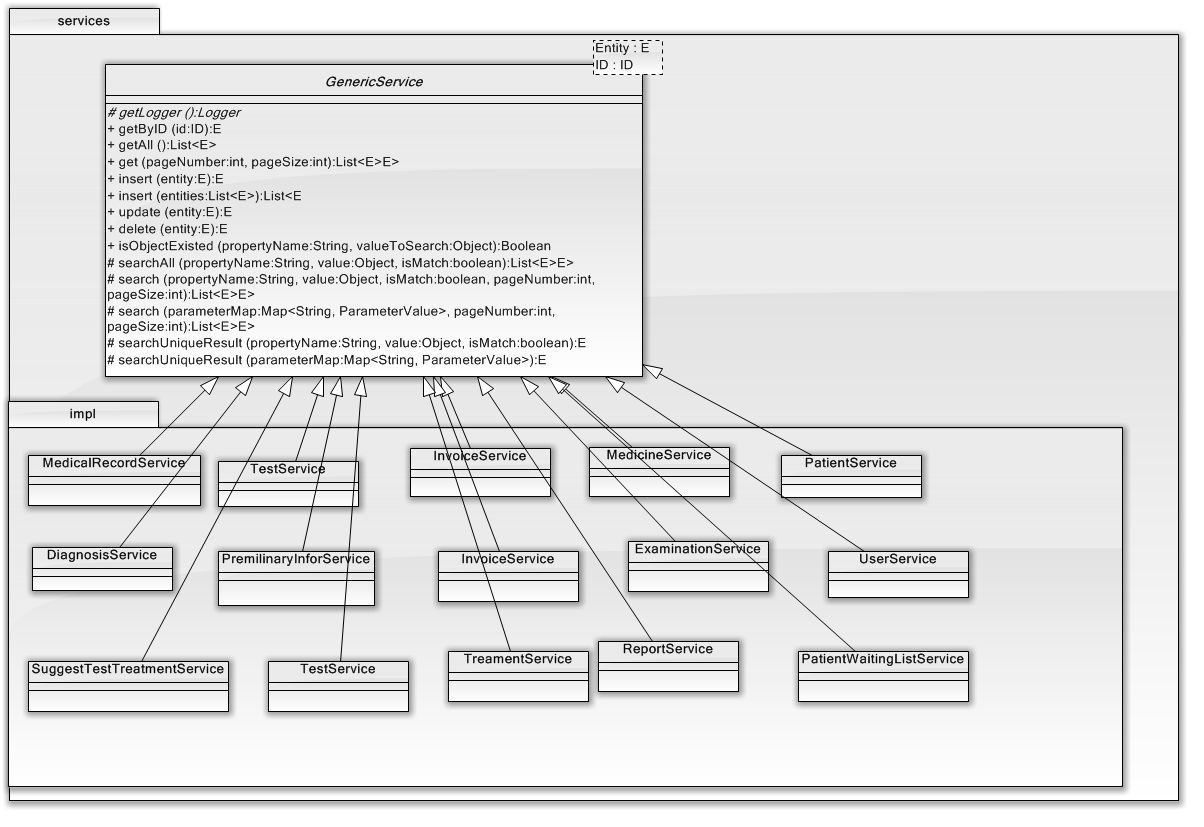 services
Entity : E
ID : ID
GenericService
# getLogger ():Logger
+ getByID (id:ID):E
+ getAll ():List<E>
+ get (pageNumber:int, pageSize:int):List<E>E>
+ insert (entity:E):E
+ insert (entities:List<E>):List<E
+ update (entity:E):E
+ delete (entity:E):E
+ isObjectExisted (propertyName:String, valueToSearch:Object):Boolean
# searchAll (propertyName:String, value:Object, isMatch:boolean):List<E>E>
# search (propertyName:String, value:Object, isMatch:boolean, pageNumber:int,
pageSize:int):List<E>E>
# search (parameterMap:Map<String, ParameterValue>, pageNumber:int,
pageSize:int):List<E>E>
# searchUniqueResult (propertyName:String, value:Object, isMatch:boolean):E
# searchUniqueResult (parameterMap:Map<String, ParameterValue>):E
impl
MedicalRecordService
TestService
InvoiceService
MedicineService
PatientService
DiagnosisService
PremilinaryInforService
InvoiceService
ExaminationService
UserService
SuggestTestTreatmentService
TestService
TreamentService
ReportService
PatientWaitingListService